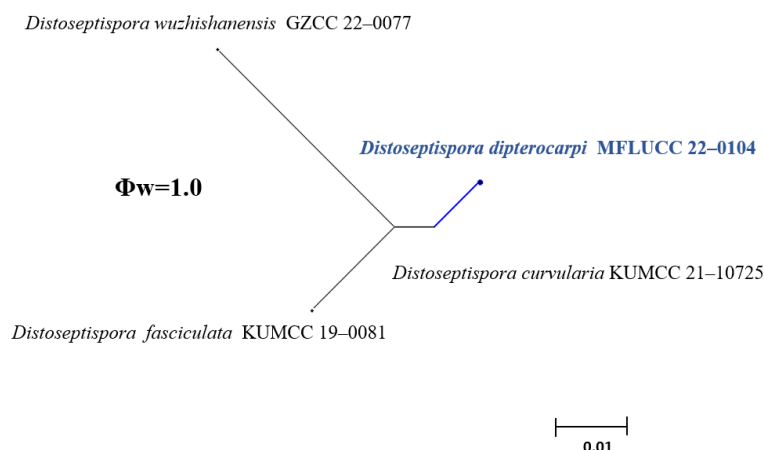 Distoseptispora wuzhishanensis GZCC 22–0077
Distoseptispora dipterocarpi MFLUCC 22–0104
Φw=1.0
Distoseptispora curvularia KUMCC 21–10725
Distoseptispora fasciculata KUMCC 19–0081
0.01